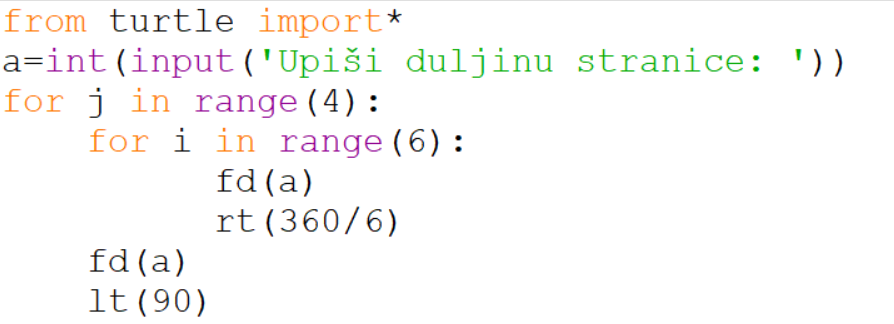 from turtle import*
a=int(input('Upiši duljinu stranice: '))
for j in range(4):
    for i in range(6):
          fd(a)
          rt(360/6)
    fd(a)
    lt(90)